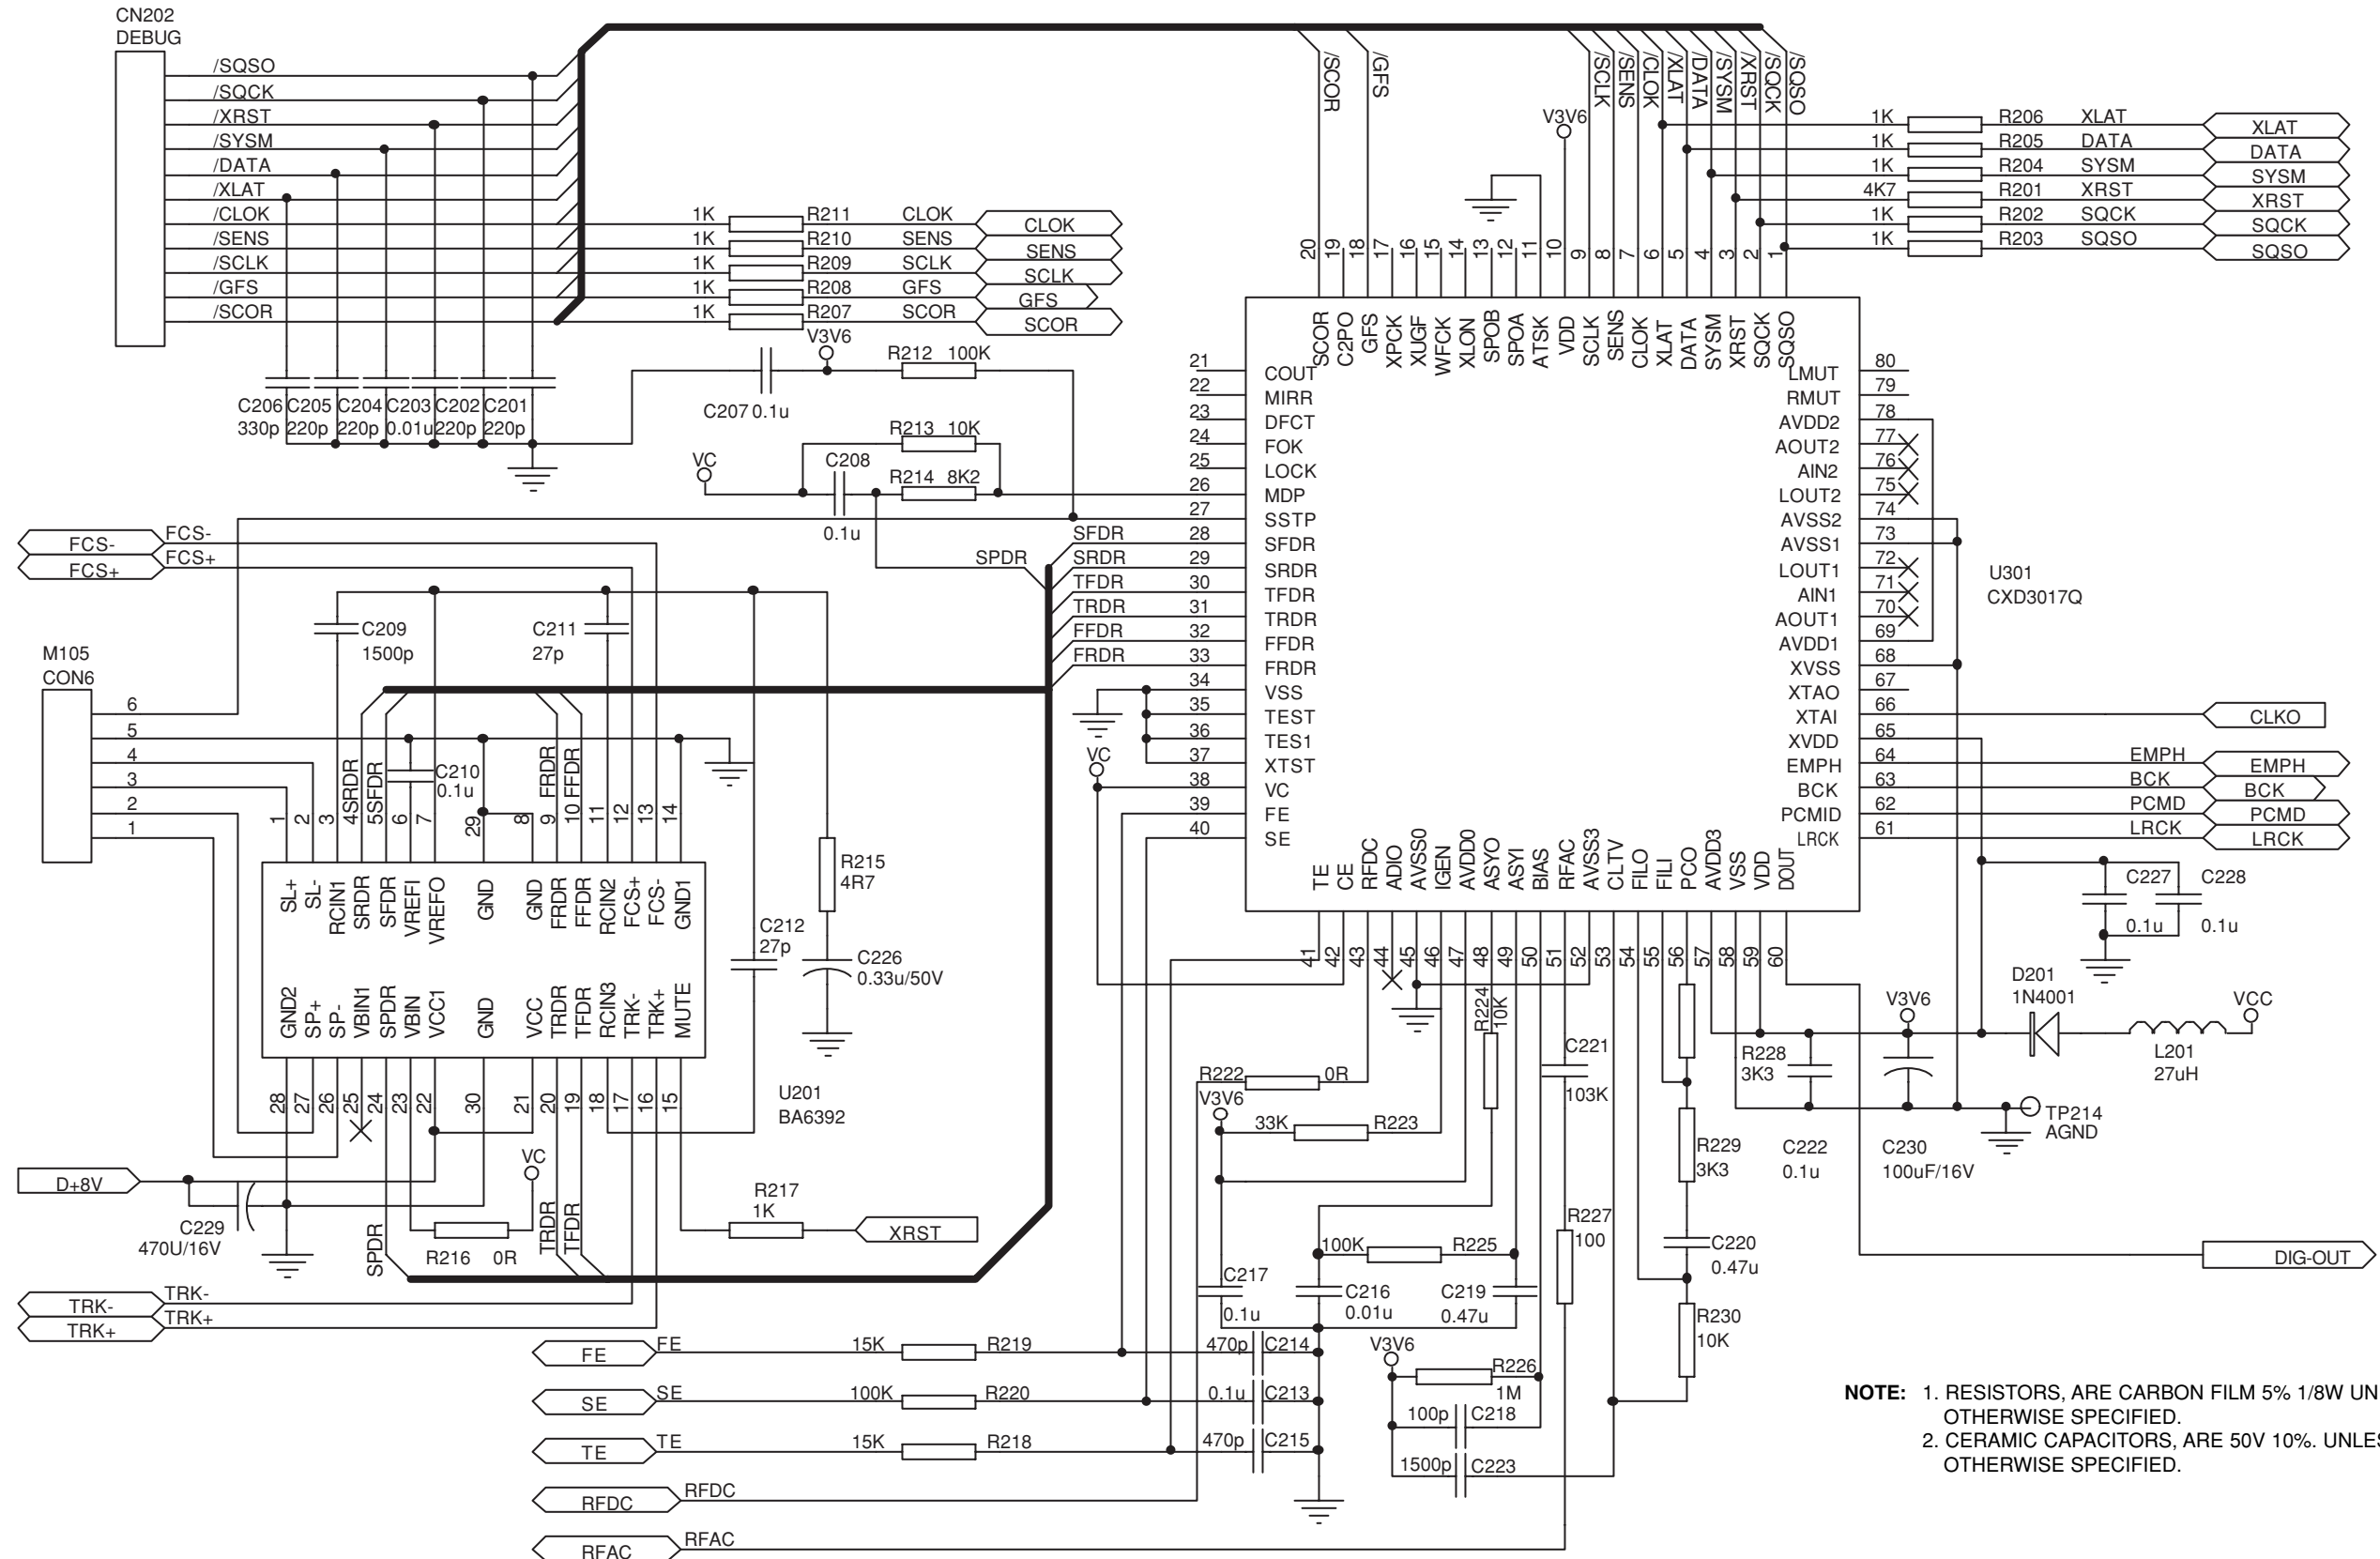 CN202
DEBUG
/SQSO
/SQCK
/XRST
/SYSM
/DATA
/XLAT
/CLOK
/SENS
/SCLK
/GFS
/SCOR
1K R211 CLOK CLOK
1K R210 SENS SENS
1K R209 SCLK SCLK
1K R208 GFS GFS
1K R207 SCOR SCOR
C206 C205 C204 C203 C202 C201
330p 220p 220p 0.01u 220p 220p
V3V6
R212 100K
C207 0.1u
R213 10K
VC
C208
R214 8K2
0.1u
/SCOR
/GFS
/SCLK
/SENS
/CLOK
/XLAT
/DATA
/SYSM
/XRST
/SQCK
/SQSO
V3V6
1K R206 XLAT XLAT
1K R205 DATA DATA
1K R204 SYSM SYSM
4K7 R201 XRST XRST
1K R202 SQCK SQCK
1K R203 SQSO SQSO
20 19 18 17 16 15 14 13 12 11 10 9 8 7 6 5 4 3 2 1
SCOR C2PO GFS XPCK XUGF WFCK XLON SPOB SPOA ATSK VDD SCLK SENS CLOK XLAT DATA SYSM XRST SQCK SQSO
21 COUT
22 MIRR
23 DFCT
24 FOK
25 LOCK
26 MDP
27 SSTP
SFDR 28 SFDR
SPDR
SRDR 29 SRDR
TFDR 30 TFDR
TRDR 31 TRDR
FFDR 32 FFDR
FRDR 33 FRDR
34 VSS
35 TEST
36 TES1
37 XTST
VC
38 VC
39 FE
40 SE
LMUT 80
RMUT 79
AVDD2 78
AOUT2 77
AIN2 76
LOUT2 75
AVSS2 74
AVSS1 73
LOUT1 72
AIN1 71
AOUT1 70
AVDD1 69
XVSS 68
XTAO 67
XTAI 66 CLKO
XVDD 65
EMPH 64 EMPH EMPH
BCK 63 BCK BCK
PCMID 62 PCMD PCMD
LRCK 61 LRCK LRCK
U301
CXD3017Q
TE CE RFDC ADIO AVSS0 IGEN AVDD0 ASYO ASYI BIAS RFAC AVSS3 CLTV FILO FILI PCO AVDD3 VSS VDD DOUT
41 42 43 44 45 46 47 48 49 50 51 52 53 54 55 56 57 58 59 60
FCS- FCS-
FCS+ FCS+
C209
1500p
C211
27p
M105
CON6
6
5
4
3
2
1
C210
0.1u
1 2 3 4SRDR 5SFDR 6 7 29 8 9 FRDR 10 FFDR 11 12 13 14
SL+ SL- RCIN1 SRDR SFDR VREFI VREFO GND GND FRDR FFDR RCIN2 FCS+ FCS- GND1
GND2 SP+ SP- VBIN1 SPDR VBIN VCC1 GND VCC TRDR TFDR RCIN3 TRK- TRK+ MUTE
28 27 26 25 24 23 22 30 21 20 19 18 17 16 15
U201
BA6392
R215
4R7
C212
27p
C226
0.33u/50V
D+8V
C229
470U/16V
VC
SPDR
R216 0R
TRDR
TFDR
R217
1K
XRST
TRK- TRK-
TRK+ TRK+
FE FE 15K R219 470p C214
SE SE 100K R220 0.1u C213
TE TE 15K R218 470p C215
RFDC RFDC
RFAC RFAC
R222 0R
V3V6
33K R223
R224
10K
100K R225
C217
0.1u
C216
0.01u
C219
0.47u
C221
103K
R227
100
V3V6
R226
1M
100p C218
1500p C223
R228
3K3
R229
3K3
C220
0.47u
R230
10K
C227
0.1u
C228
0.1u
D201
1N4001
V3V6
VCC
L201
27uH
C222
0.1u
C230
100uF/16V
TP214
AGND
DIG-OUT
NOTE: 1. RESISTORS, ARE CARBON FILM 5% 1/8W UN
OTHERWISE SPECIFIED.
2. CERAMIC CAPACITORS, ARE 50V 10%. UNLES
OTHERWISE SPECIFIED.